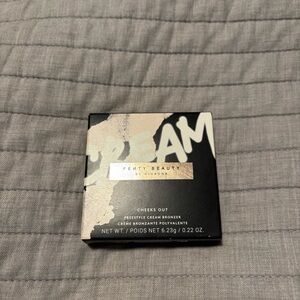 CREAM
FENTY BEAUTY
BY RIHANNA
CHEEKS OUT
FREESTYLE CREAM BRONZER
CRÈME BRONZANTE POLYVALENTE
NET WT. / POIDS NET 6.23g / 0.22 OZ.